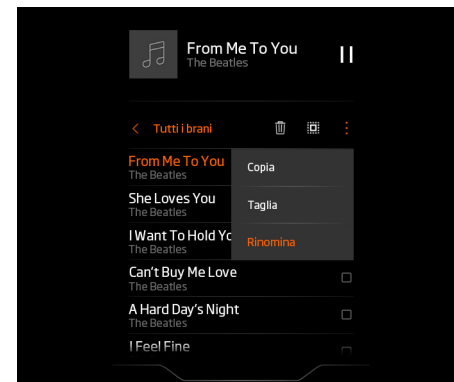 From Me To You
The Beatles
Tutti i brani
From Me To You
The Beatles
Copia
She Loves You
The Beatles
Taglia
I Want To Hold Yo
The Beatles
Rinomina
Can't Buy Me Love
The Beatles
A Hard Day's Night
The Beatles
I Feel Fine